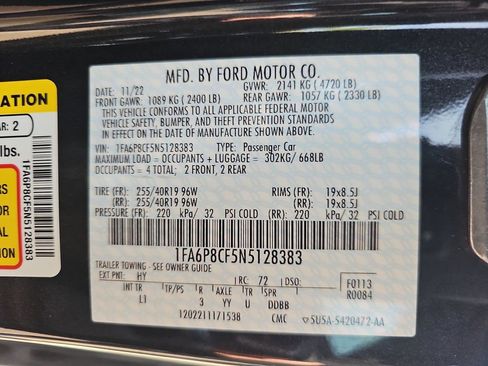 MFD. BY FORD MOTOR CO.
11/22
GVWR: 2141 KG (4720 LB)
FRONT GAWR: 1089 KG (2400 LB)
REAR GAWR: 1057 KG (2330 LB)
THIS VEHICLE CONFORMS TO ALL APPLICABLE FEDERAL MOTOR
VEHICLE SAFETY, BUMPER, AND THEFT PREVENTION STANDARDS
IN EFFECT ON THE DATE OF MANUFACTURE SHOWN ABOVE.
VIN: 1FA6P8CF5N5128383 TYPE: Passenger Car
MAXIMUM LOAD = OCCUPANTS + LUGGAGE = 302KG/ 668LB
OCCUPANTS = 4 TOTAL; 2 FRONT, 2 REAR
TIRE (FR): 255/40R19 96W RIMS (FR): 19x8.5J
(RR): 255/40R19 96W (RR): 19x8.5J
PRESSURE (FR): 220 kPa/ 32 PSI COLD (RR): 220 kPa/ 32 PSI COLD
1FA6P8CF5N5128383
TRAILER TOWING - SEE OWNER GUIDE
EXT PNT: HY RC: 72 DSO:
F0113
R0084
INT TR TP/PS R AXLE TR SPR
L1 3 YY U DDBB
12022111171538 CMC
5U5A-5420472-AA
ATION
AR: 2
lbs.
1FA6P8CF5N5128383
RS
TO
AL
ION